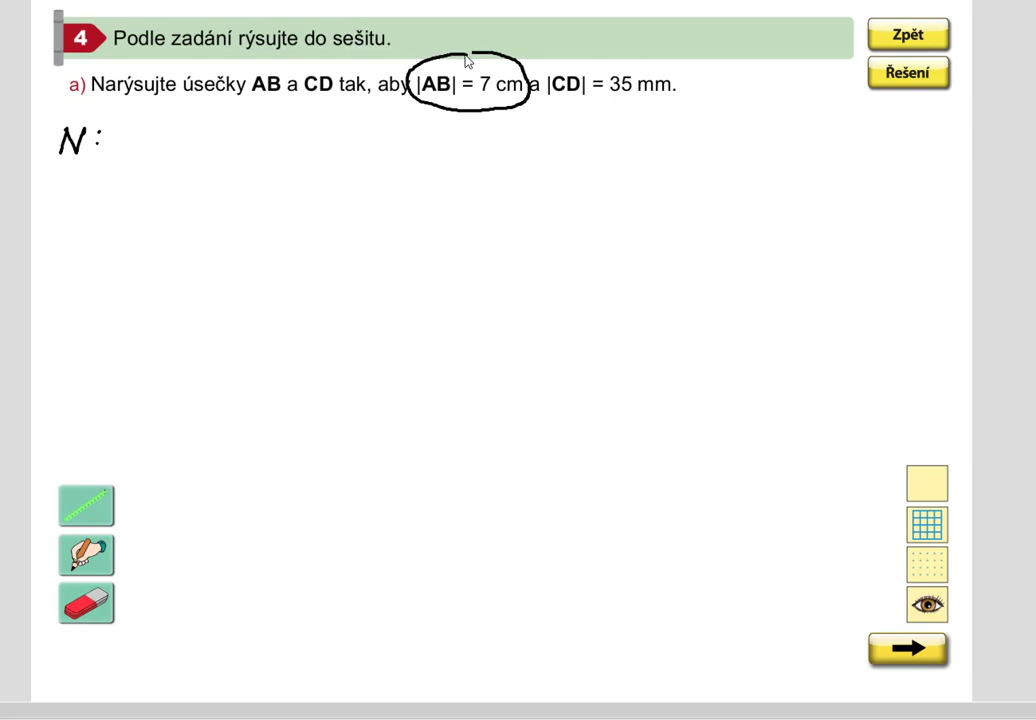 4 Podle zadání rýsujte do sešitu.
Zpět
Řešení
a) Narýsujte úsečky AB a CD tak, aby |AB| = 7 cm a |CD| = 35 mm.
N: